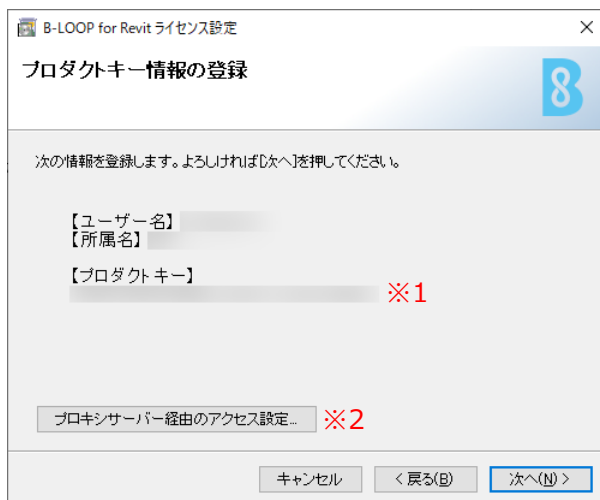 B-LOOP for Revit ライセンス設定
プロダクトキー情報の登録
B8
次の情報を登録します。よろしければ[次へ]を押してください。
【ユーザー名】
【所属名】
【プロダクトキー】
※1
プロキシサーバー経由のアクセス設定... ※2
キャンセル
< 戻る(B)
次へ(N) >